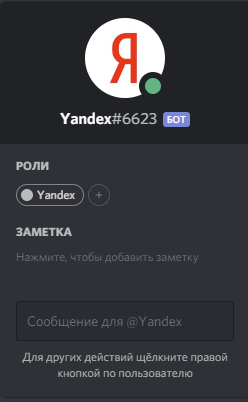 Я
Yandex#6623 БОТ
РОЛИ
Yandex +
ЗАМЕТКА
Нажмите, чтобы добавить заметку
Сообщение для @Yandex
Для других действий щёлкните правой
кнопкой по пользователю